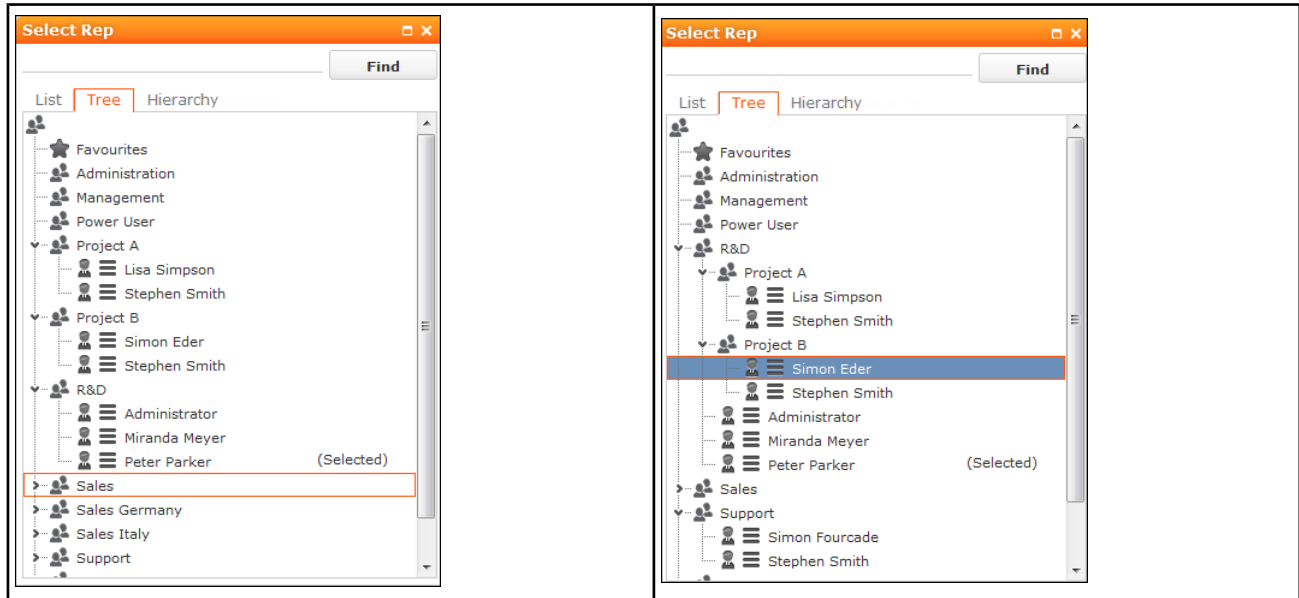 Select Rep
Find
List Tree Hierarchy
Favourites
Administration
Management
Power User
Project A
Lisa Simpson
Stephen Smith
Project B
Simon Eder
Stephen Smith
R&D
Administrator
Miranda Meyer
Peter Parker (Selected)
Sales
Sales Germany
Sales Italy
Support
Select Rep
Find
List Tree Hierarchy
Favourites
Administration
Management
Power User
R&D
Project A
Lisa Simpson
Stephen Smith
Project B
Simon Eder
Stephen Smith
Administrator
Miranda Meyer
Peter Parker (Selected)
Sales
Support
Simon Fourcade
Stephen Smith